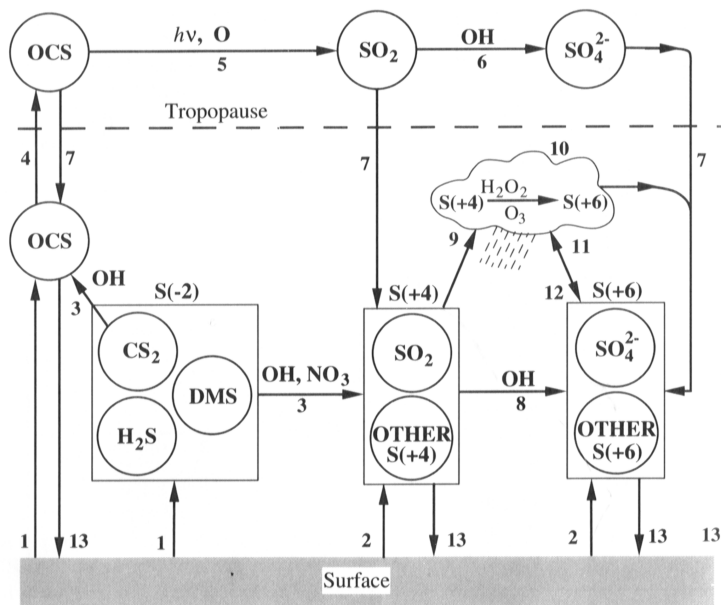 hν, O
OCS
SO₂
OH
SO₄²⁻
5
6
Tropopause
4
7
7
10
7
S(+4)
H₂O₂
O₃
S(+6)
OCS
9
11
OH
3
S(-2)
S(+4)
12
S(+6)
CS₂
DMS
H₂S
OH, NO₃
3
SO₂
OTHER
S(+4)
OH
8
SO₄²⁻
OTHER
S(+6)
1
13
1
2
13
2
13
13
Surface